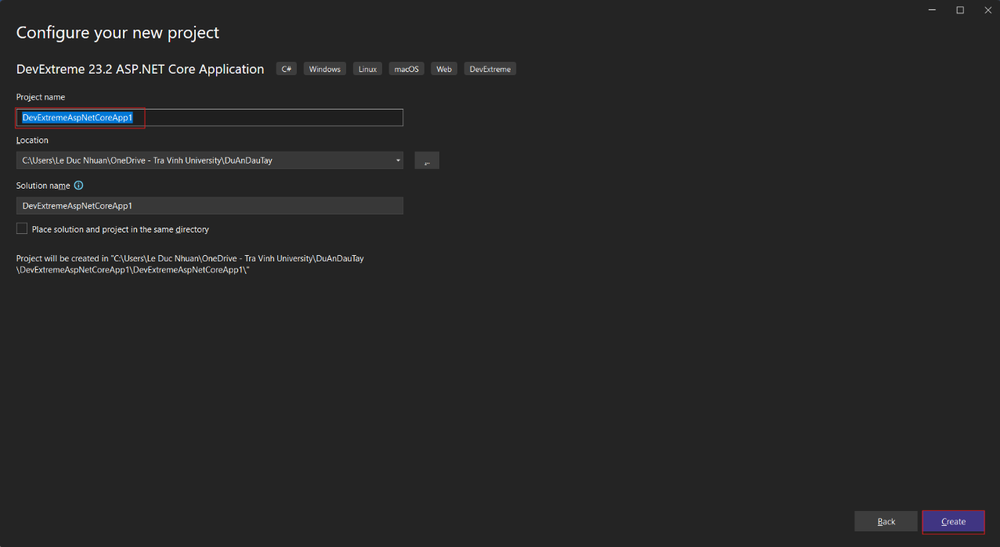 Configure your new project
DevExtreme 23.2 ASP.NET Core Application C# Windows Linux macOS Web DevExtreme
Project name
DevExtremeAspNetCoreApp1
Location
C:\Users\Le Duc Nhuan\OneDrive - Tra Vinh University\DuAnDauTay
...
Solution name
DevExtremeAspNetCoreApp1
Place solution and project in the same directory
Project will be created in "C:\Users\Le Duc Nhuan\OneDrive - Tra Vinh University\DuAnDauTay
\DevExtremeAspNetCoreApp1\DevExtremeAspNetCoreApp1\"
Back Create